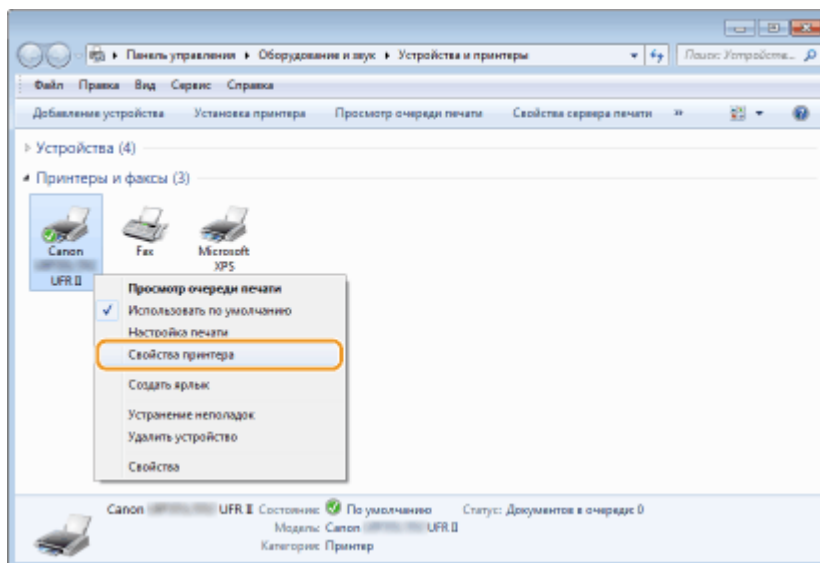 Панель управления ▸ Оборудование и звук ▸ Устройства и принтеры
Поиск: Устройств...
Файл Правка Вид Сервис Справка
Добавление устройства Установка принтера Просмотр очереди печати Свойства сервера печати »
Устройства (4)
Принтеры и факсы (3)
Canon Fax Microsoft
XPS
UFR II
Просмотр очереди печати
Использовать по умолчанию
Настройка печати
Свойства принтера
Создать ярлык
Устранение неполадок
Удалить устройство
Свойства
Canon UFR II Состояние: По умолчанию Статус: Документов в очереди: 0
Модель: Canon UFR II
Категория: Принтер